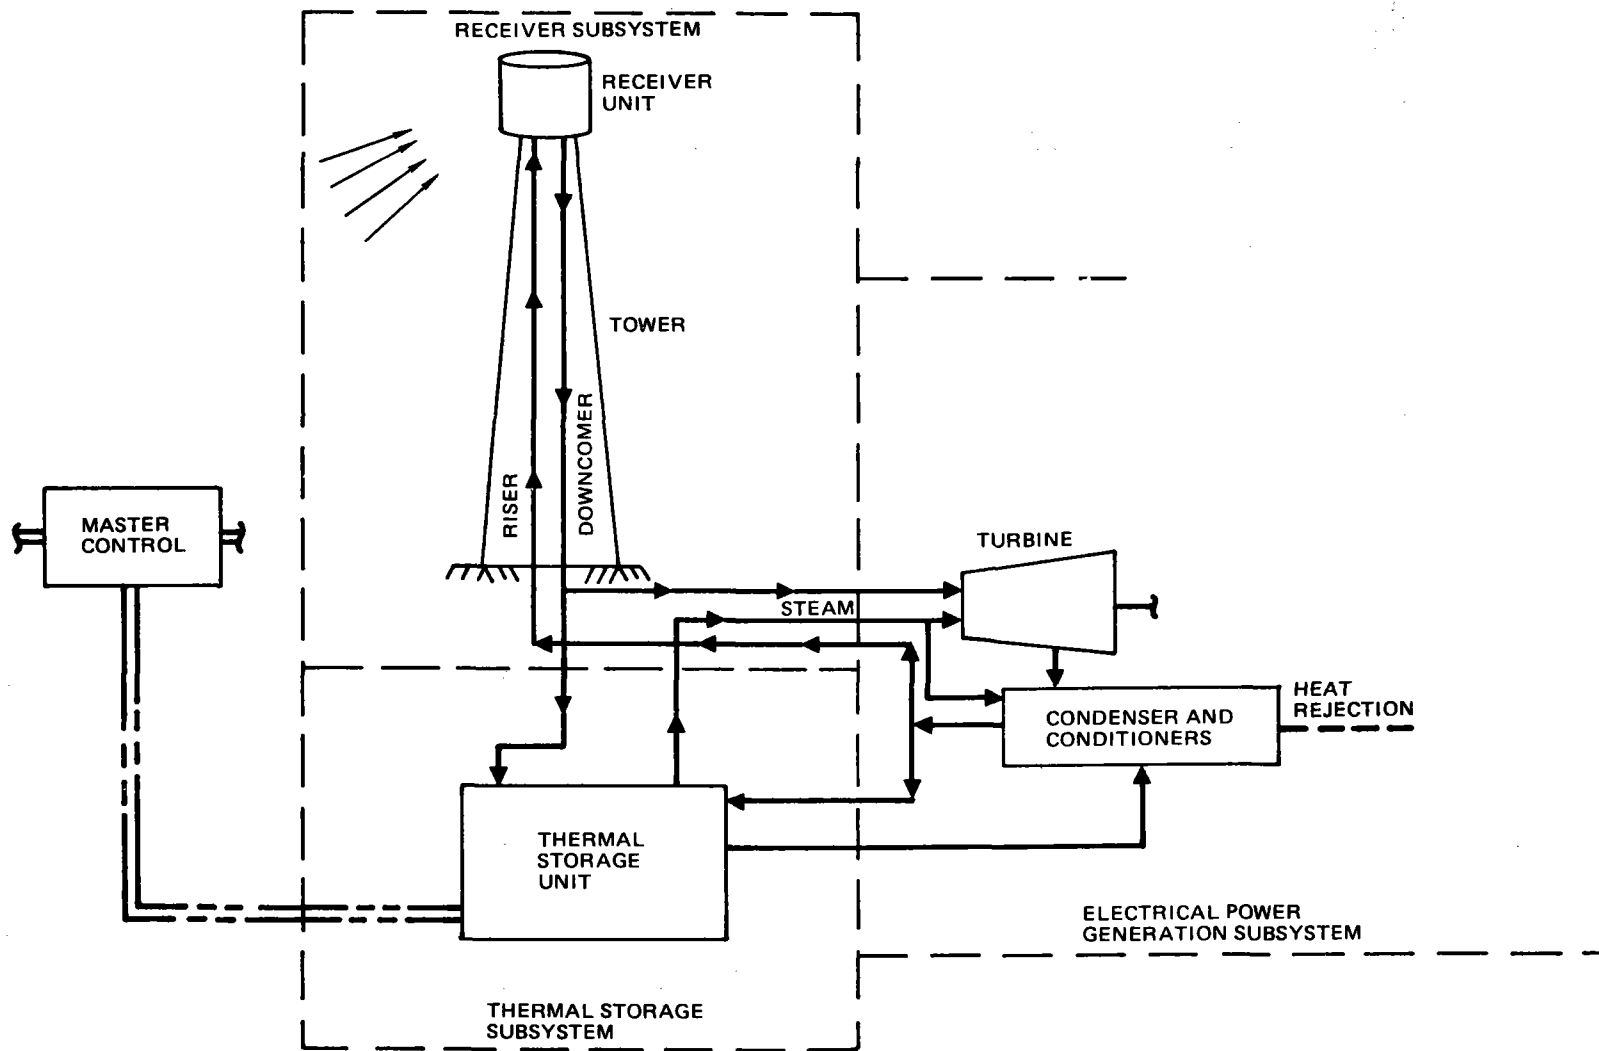 RECEIVER SUBSYSTEM
RECEIVER
UNIT
TOWER
RISER
DOWNCOMER
MASTER
CONTROL
TURBINE
STEAM
HEAT
REJECTION
CONDENSER AND
CONDITIONERS
THERMAL
STORAGE
UNIT
ELECTRICAL POWER
GENERATION SUBSYSTEM
THERMAL STORAGE
SUBSYSTEM